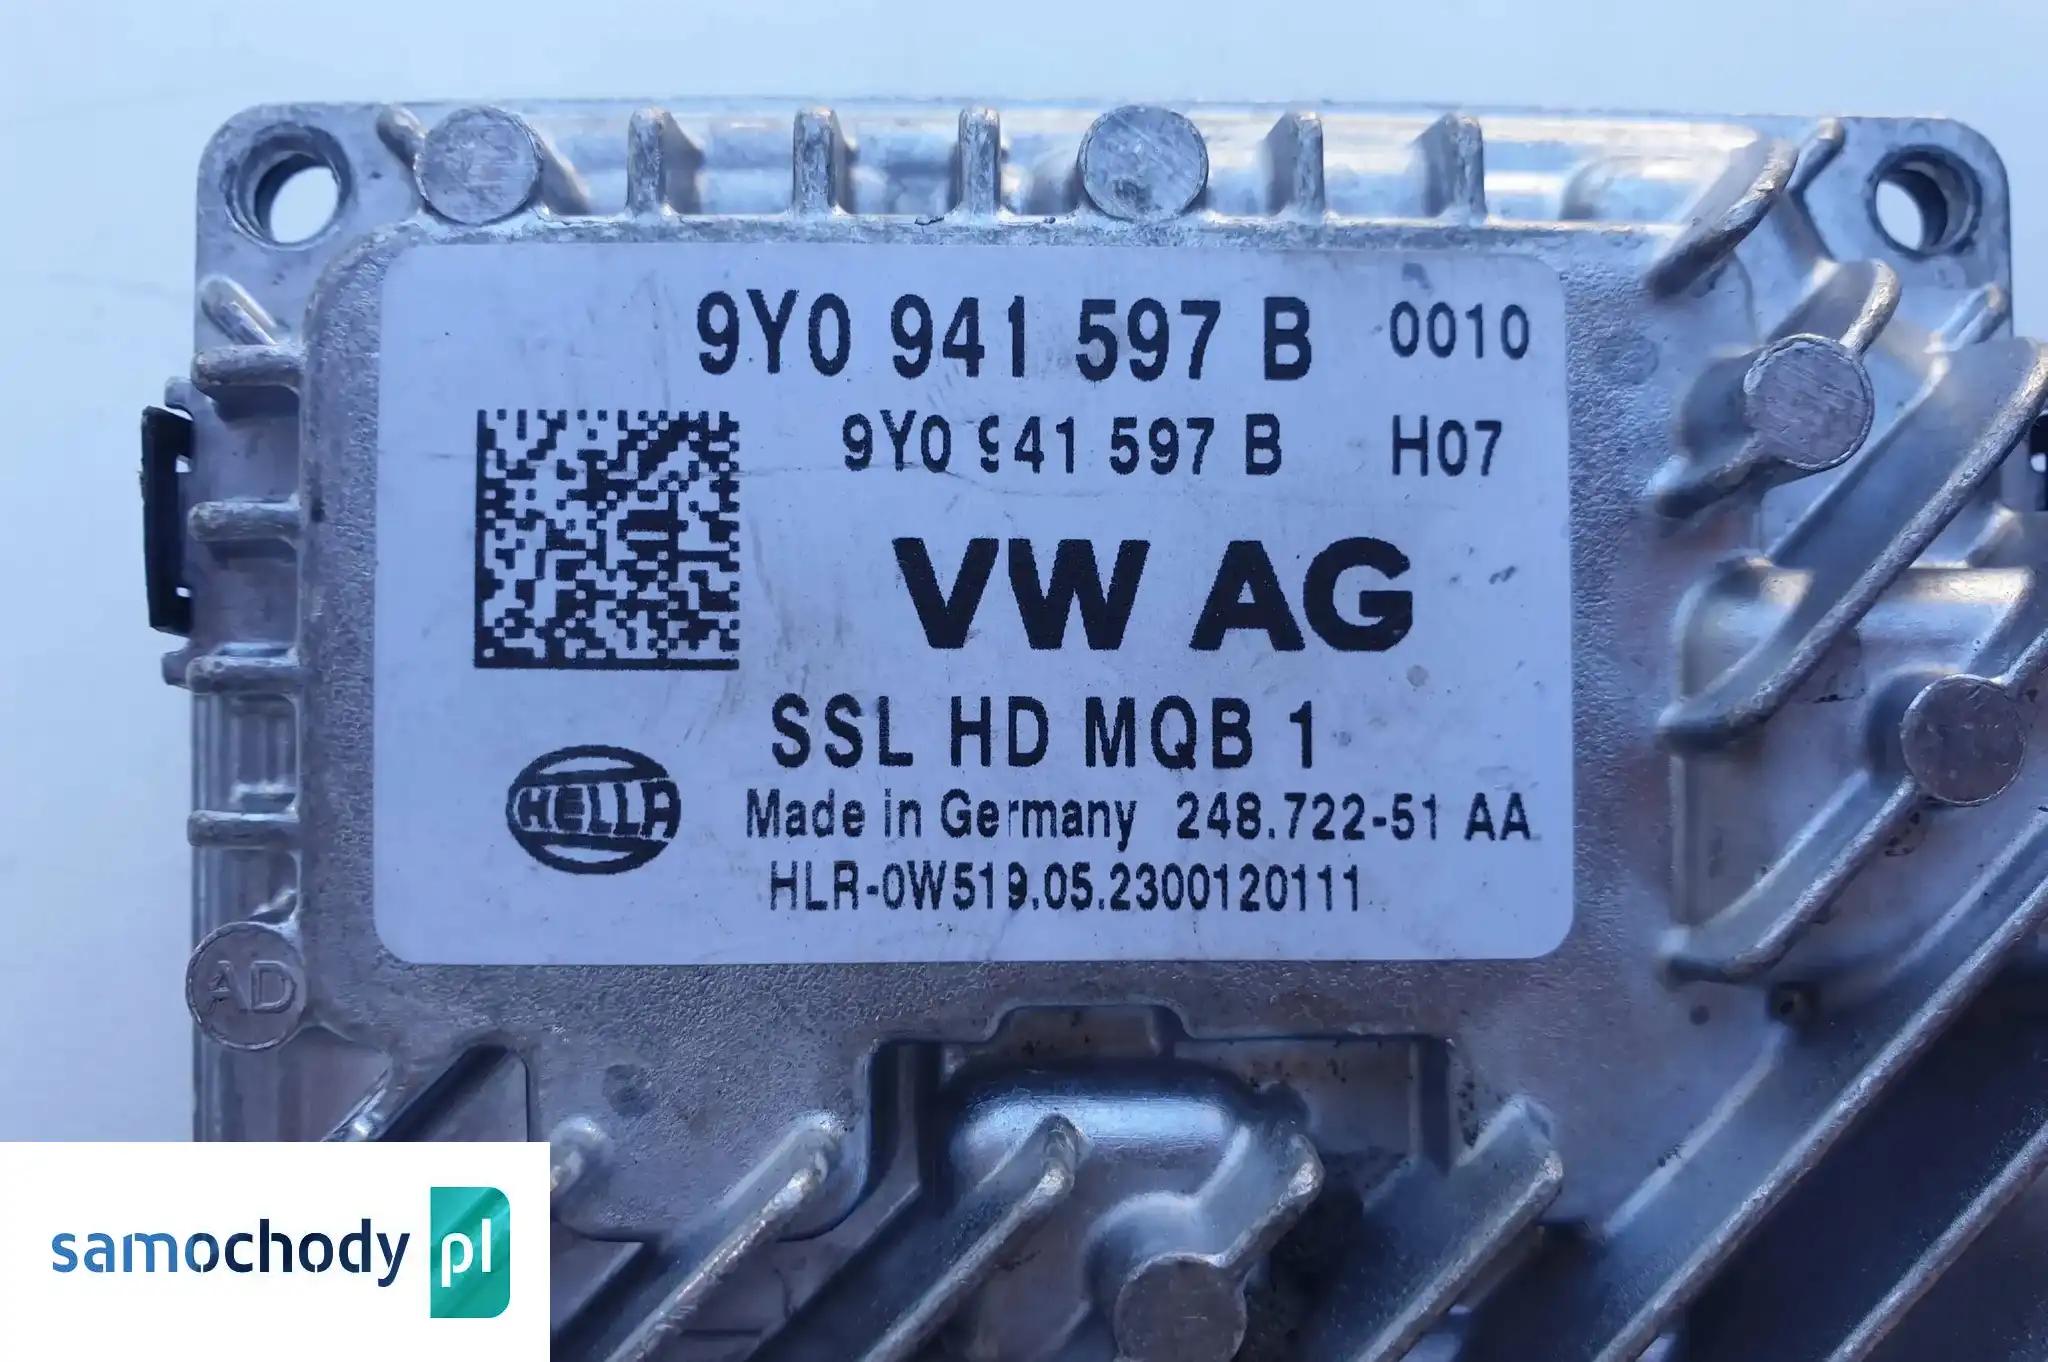 9Y0 941 597 B 0010
9Y0 941 597 B H07
VW AG
SSL HD MQB 1
HELLA
Made in Germany 248.722-51 AA
HLR-0W519.05.2300120111
AD
samochody pl